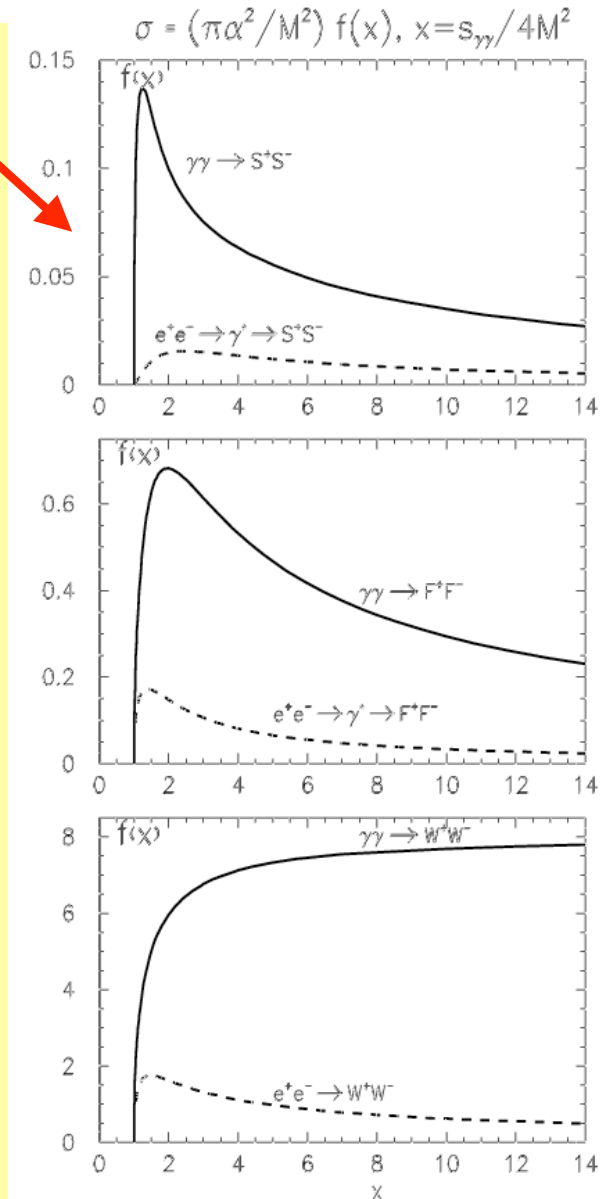 σ = (πα²/M²) f(x), x=s_γγ/4M²
0.15
f(x)
γγ → S⁺S⁻
0.1
0.05
e⁺e⁻ → γ* → S⁺S⁻
0
0 2 4 6 8 10 12 14
f(x)
0.6
γγ → F⁺F⁻
0.4
0.2
e⁺e⁻ → γ* → F⁺F⁻
0
0 2 4 6 8 10 12 14
f(x)
γγ → W⁺W⁻
8
6
4
2
e⁺e⁻ → W⁺W⁻
0
0 2 4 6 8 10 12 14
x